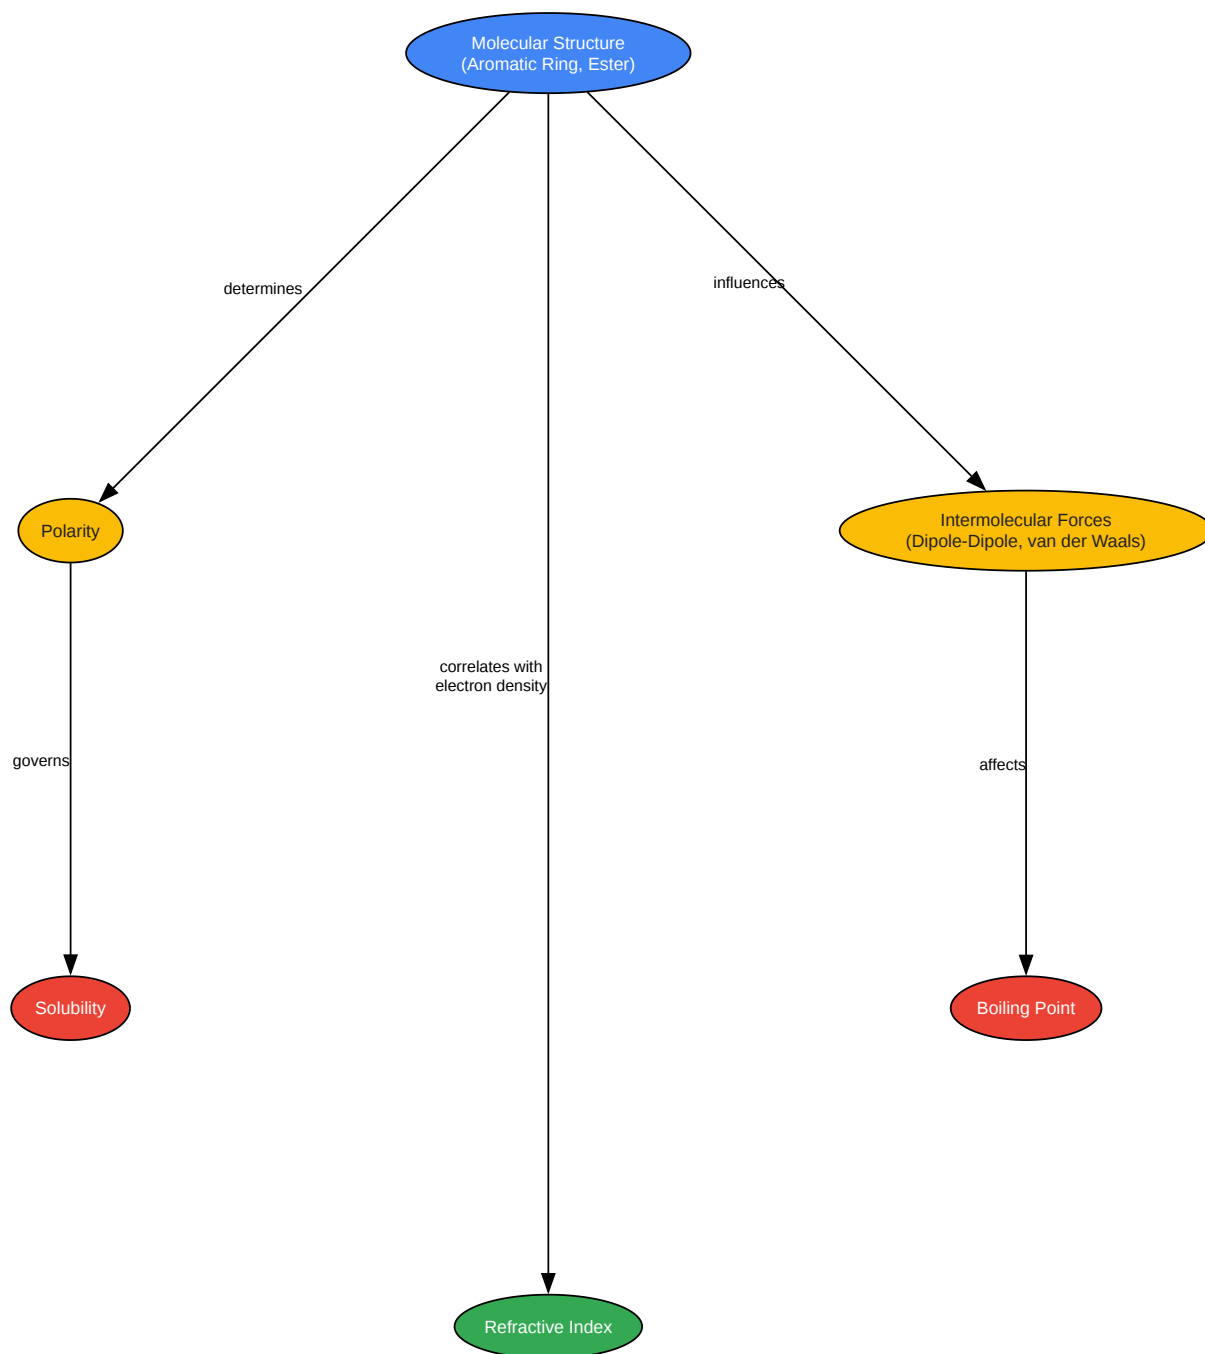 Molecular Structure
(Aromatic Ring, Ester)
determines
influences
Polarity
Intermolecular Forces
(Dipole-Dipole, van der Waals)
correlates with
electron density
governs
affects
Solubility
Boiling Point
Refractive Index